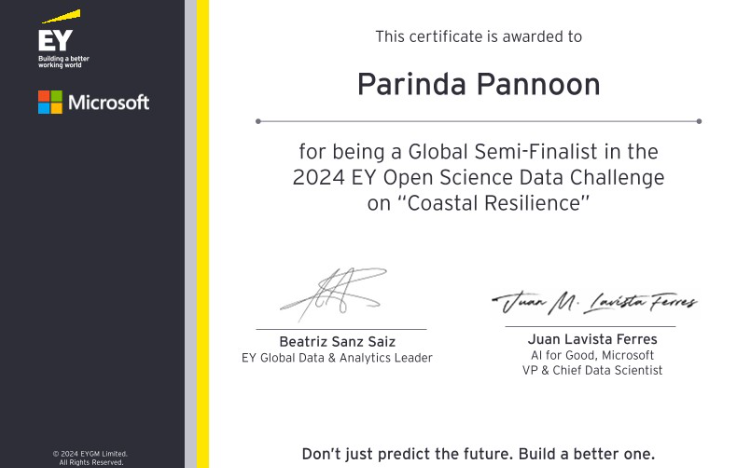 EY
Building a better
working world
Microsoft
This certificate is awarded to
Parinda Pannoon
for being a Global Semi-Finalist in the
2024 EY Open Science Data Challenge
on “Coastal Resilience”
Juan M. Lavista Ferres
Beatriz Sanz Saiz
EY Global Data & Analytics Leader
Juan Lavista Ferres
AI for Good, Microsoft
VP & Chief Data Scientist
© 2024 EYGM Limited.
All Rights Reserved.
Don’t just predict the future. Build a better one.